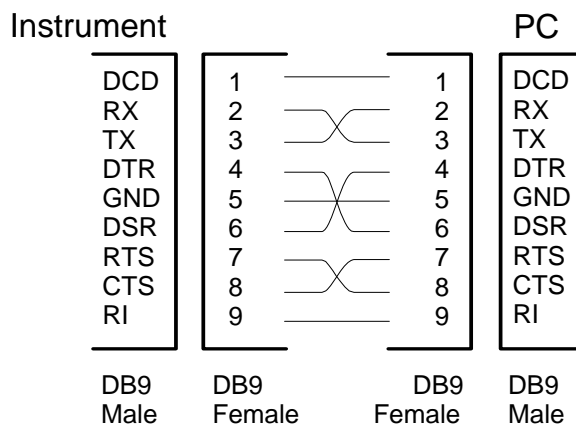 Instrument PC
DCD 1 1 DCD
RX 2 2 RX
TX 3 3 TX
DTR 4 4 DTR
GND 5 5 GND
DSR 6 6 DSR
RTS 7 7 RTS
CTS 8 8 CTS
RI 9 9 RI
DB9 DB9 DB9 DB9
Male Female Female Male